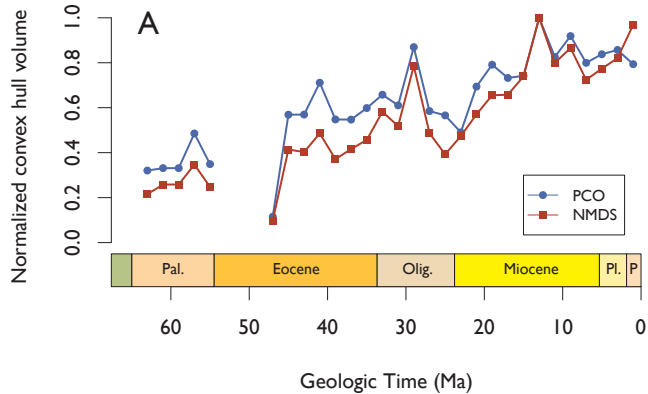 A
Normalized convex hull volume
1.0
0.8
0.6
0.4
0.2
0.0
PCO
NMDS
Pal.
Eocene
Olig.
Miocene
Pl.
P
60
50
40
30
20
10
0
Geologic Time (Ma)